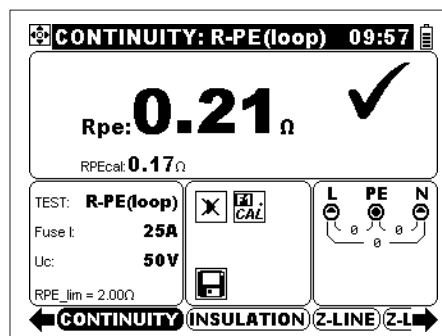 CONTINUITY: R-PE(loop) 09:57
Rpe: 0.21 Ω
RPEcal: 0.17Ω
TEST: R-PE(loop)
Fuse I: 25A
Uc: 50V
RPE_lim = 2.00Ω
F1
CAL
L PE N
0 0
0
CONTINUITY INSULATION Z-LINE Z-L